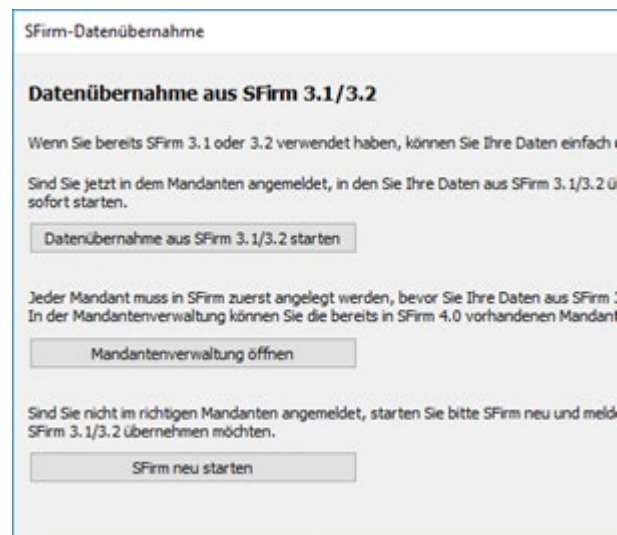 SFirm-Datenübernahme
Datenübernahme aus SFirm 3.1/3.2
Wenn Sie bereits SFirm 3.1 oder 3.2 verwendet haben, können Sie Ihre Daten einfach
Sind Sie jetzt in dem Mandanten angemeldet, in den Sie Ihre Daten aus SFirm 3.1/3.2
sofort starten.
Datenübernahme aus SFirm 3.1/3.2 starten
Jeder Mandant muss in SFirm zuerst angelegt werden, bevor Sie Ihre Daten aus SFirm
In der Mandantenverwaltung können Sie die bereits in SFirm 4.0 vorhandenen Mandant
Mandantenverwaltung öffnen
Sind Sie nicht im richtigen Mandanten angemeldet, starten Sie bitte SFirm neu und meld
SFirm 3.1/3.2 übernehmen möchten.
SFirm neu starten